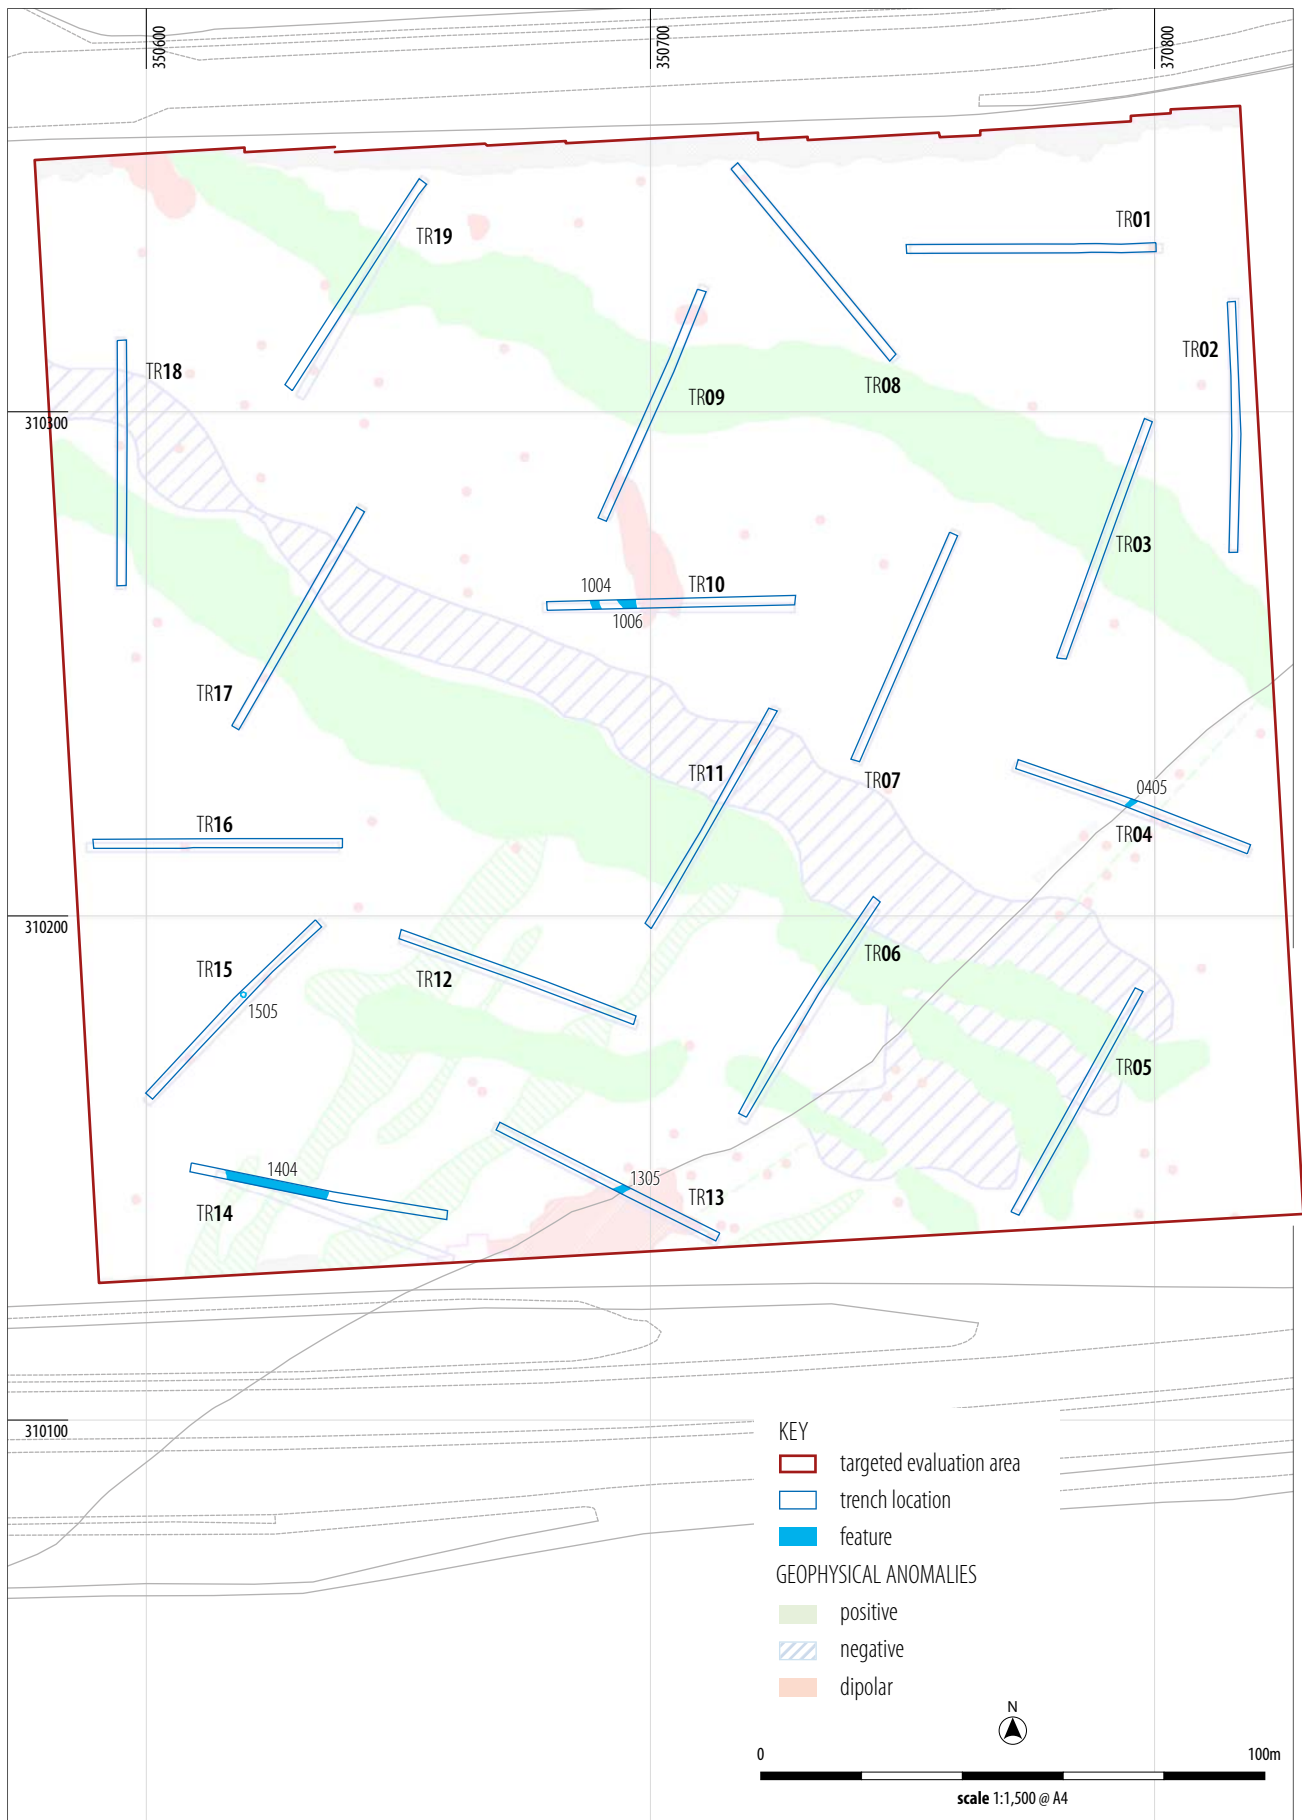 350600
350700
370800
TR01
TR19
TR02
TR18
TR08
TR09
310300
TR03
1004
TR10
1006
TR17
TR11
TR07
0405
TR16
TR04
310200
TR15
TR12
TR06
1505
TR05
1404
1305
TR13
TR14
310100
KEY
targeted evaluation area
trench location
feature
GEOPHYSICAL ANOMALIES
positive
negative
dipolar
N
0 100m
scale 1:1,500 @ A4